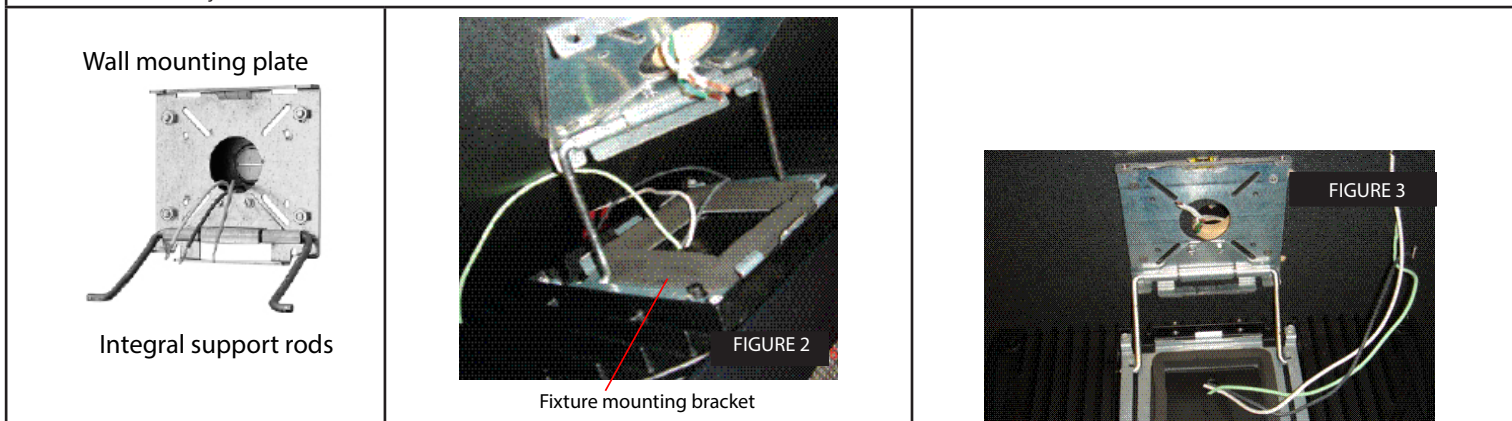 Wall mounting plate
Integral support rods
FIGURE 2
Fixture mounting bracket
FIGURE 3